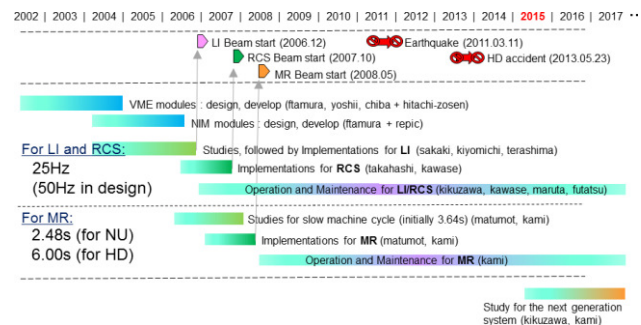 2002 | 2003 | 2004 | 2005 | 2006 | 2007 | 2008 | 2009 | 2010 | 2011 | 2012 | 2013 | 2014 | 2015 | 2016 | 2017 |
LI Beam start (2006.12)
Earthquake (2011.03.11)
RCS Beam start (2007.10)
HD accident (2013.05.23)
MR Beam start (2008.05)
VME modules : design, develop (ftamura, yoshii, chiba + hitachi-zosen)
NIM modules : design, develop (ftamura + repic)
For LI and RCS:
Studies, followed by Implementations for LI (sakaki, kiyomichi, terashima)
25Hz
Implementations for RCS (takahashi, kawase)
(50Hz in design)
Operation and Maintenance for LI/RCS (kikuzawa, kawase, maruta, futatsu)
For MR:
Studies for slow machine cycle (initially 3.64s) (matumot, kami)
2.48s (for NU)
Implementations for MR (matumot, kami)
6.00s (for HD)
Operation and Maintenance for MR (kami)
Study for the next generation
system (kikuzawa, kami)